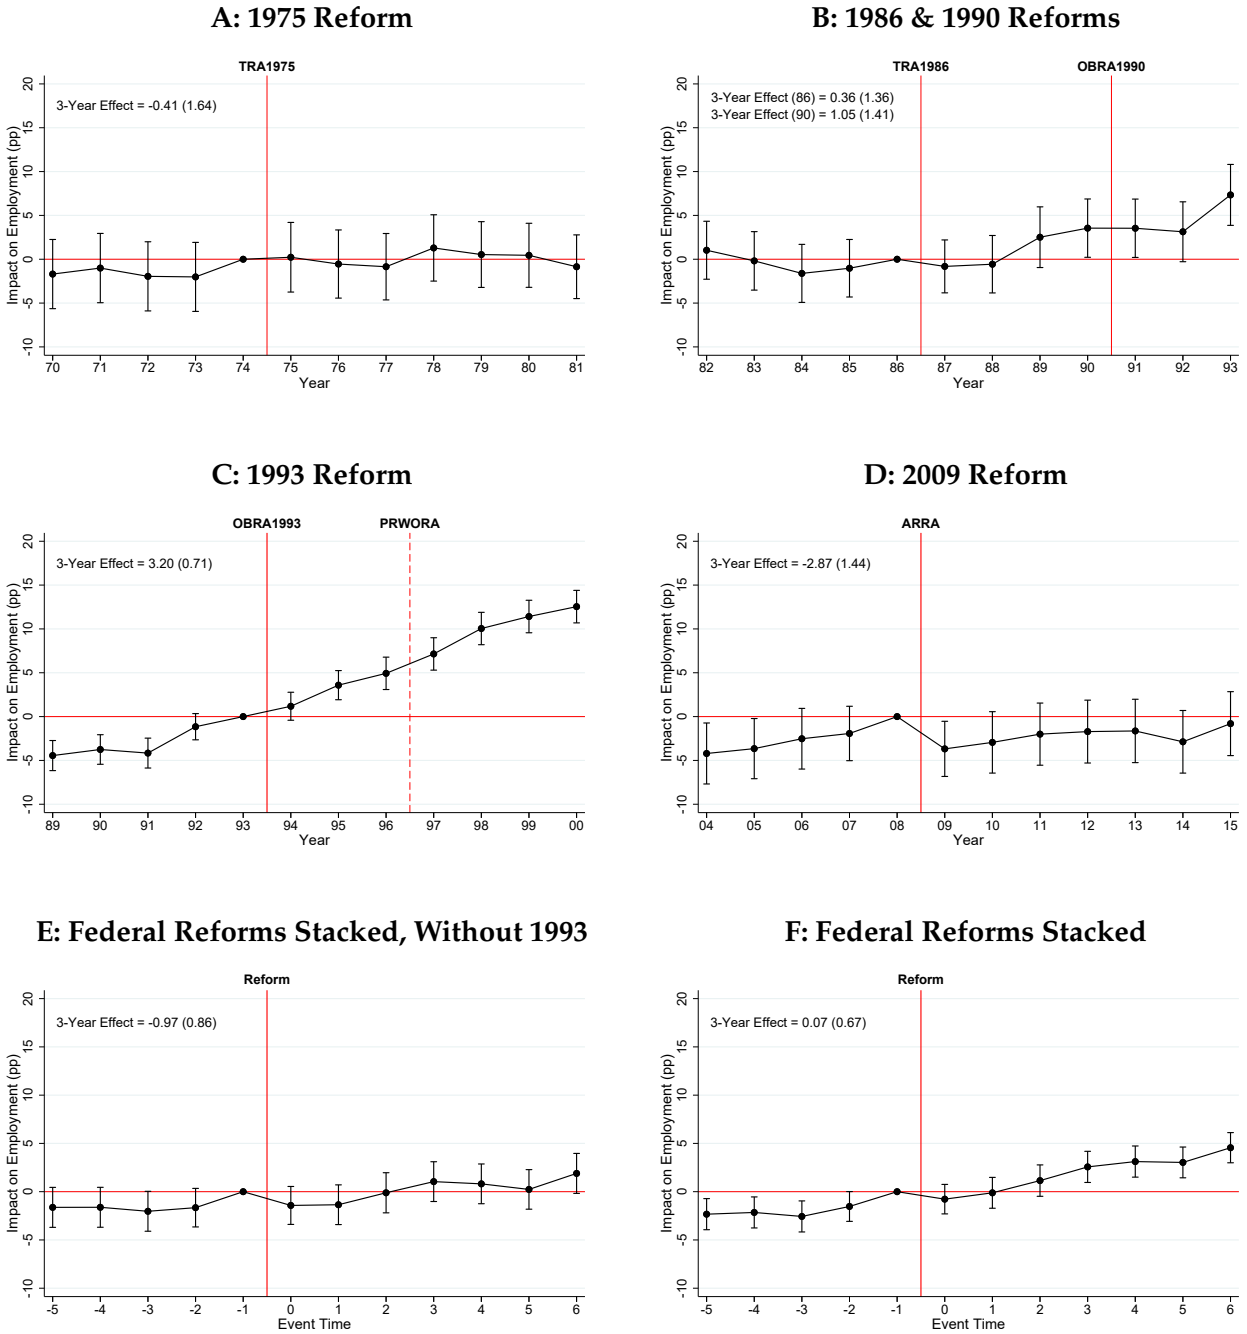 A: 1975 Reform
TRA1975
3-Year Effect = -0.41 (1.64)
Impact on Employment (pp)
20
15
10
5
0
-5
-10
70 71 72 73 74 75 76 77 78 79 80 81
Year
B: 1986 & 1990 Reforms
TRA1986 OBRA1990
3-Year Effect (86) = 0.36 (1.36)
3-Year Effect (90) = 1.05 (1.41)
Impact on Employment (pp)
20
15
10
5
0
-5
-10
82 83 84 85 86 87 88 89 90 91 92 93
Year
C: 1993 Reform
OBRA1993 PRWORA
3-Year Effect = 3.20 (0.71)
Impact on Employment (pp)
20
15
10
5
0
-5
-10
89 90 91 92 93 94 95 96 97 98 99 00
Year
D: 2009 Reform
ARRA
3-Year Effect = -2.87 (1.44)
Impact on Employment (pp)
20
15
10
5
0
-5
-10
04 05 06 07 08 09 10 11 12 13 14 15
Year
E: Federal Reforms Stacked, Without 1993
Reform
3-Year Effect = -0.97 (0.86)
Impact on Employment (pp)
20
15
10
5
0
-5
-10
-5 -4 -3 -2 -1 0 1 2 3 4 5 6
Event Time
F: Federal Reforms Stacked
Reform
3-Year Effect = 0.07 (0.67)
Impact on Employment (pp)
20
15
10
5
0
-5
-10
-5 -4 -3 -2 -1 0 1 2 3 4 5 6
Event Time